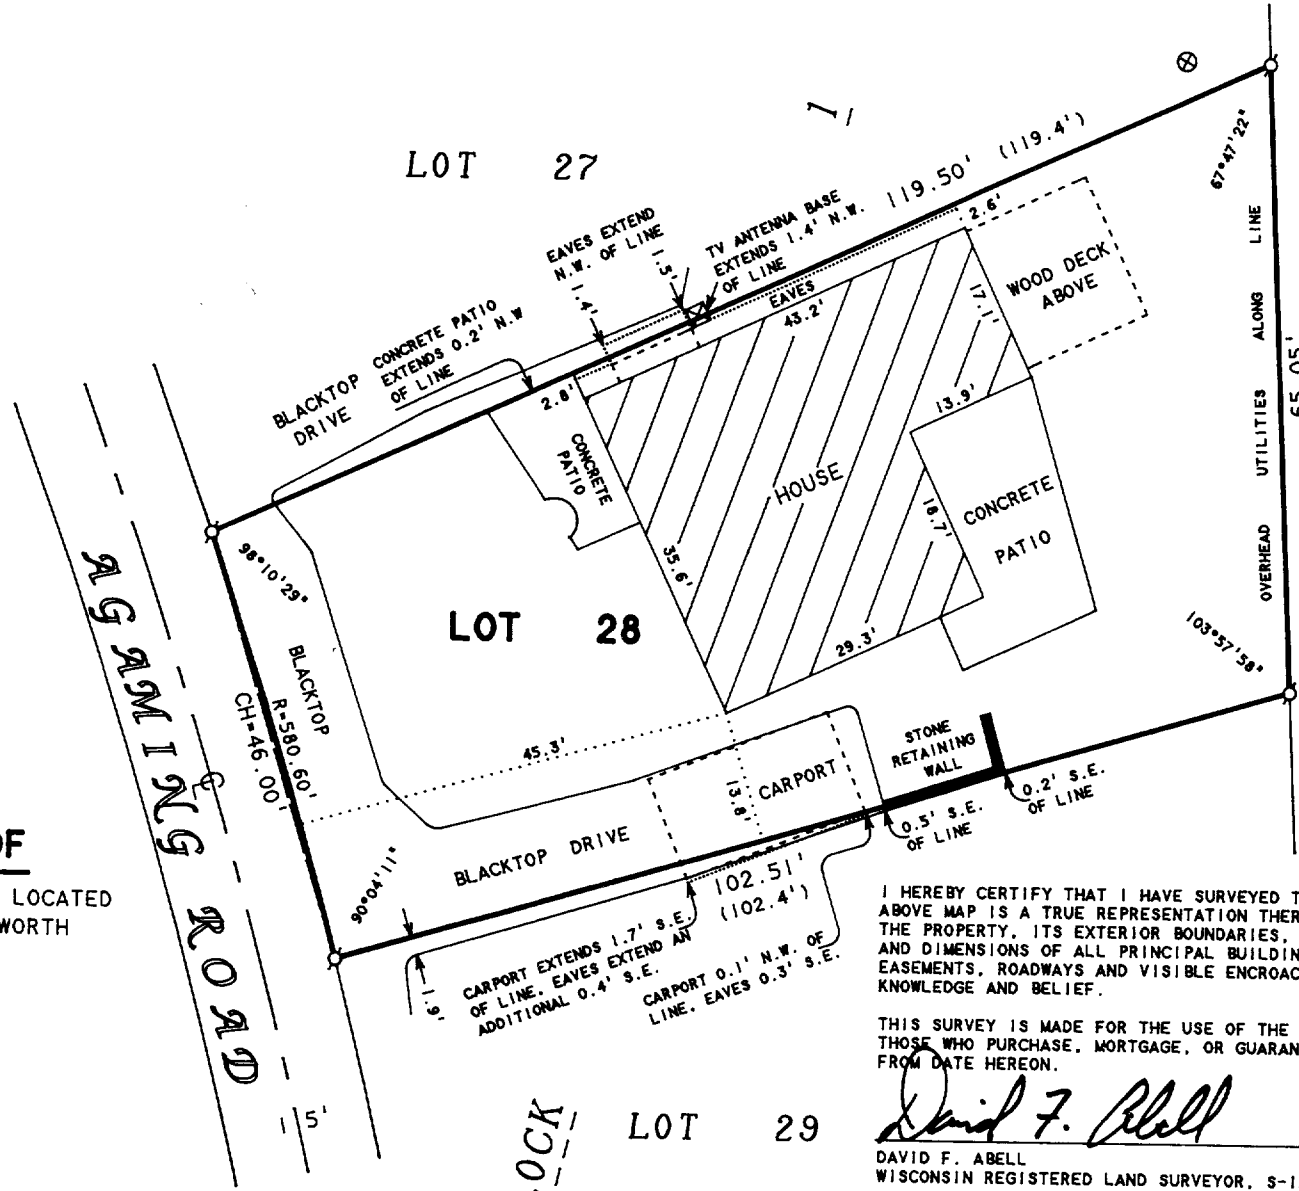 1
LOT 27
119.50' (119.4')
67°47'22"
EAVES EXTEND
N.W. OF LINE
1.5'
1.4'
TV ANTENNA BASE
EXTENDS 1.4' N.W.
OF LINE
2.6'
EAVES
43.2'
17.1'
WOOD DECK
ABOVE
OVERHEAD UTILITIES ALONG LINE
65.05'
CONCRETE PATIO
EXTENDS 0.2' N.W
OF LINE
BLACKTOP
DRIVE
2.8'
CONCRETE
PATIO
13.9'
HOUSE
CONCRETE
PATIO
18.7'
35.6'
98°10'29"
LOT 28
29.3'
103°57'58"
AGAMING ROAD
BLACKTOP
R=580.60'
CH=46.00'
45.3'
STONE
RETAINING
WALL
CARPORT
13.8'
0.2' S.E.
OF LINE
0.5' S.E.
OF LINE
BLACKTOP DRIVE
90°04'11"
102.51'
(102.4')
OF
LOCATED
WORTH
1.9'
CARPORT EXTENDS 1.7' S.E.
OF LINE, EAVES EXTEND AN
ADDITIONAL 0.4' S.E.
CARPORT 0.1' N.W. OF
LINE, EAVES 0.3' S.E.
I HEREBY CERTIFY THAT I HAVE SURVEYED T
ABOVE MAP IS A TRUE REPRESENTATION THER
THE PROPERTY, ITS EXTERIOR BOUNDARIES,
AND DIMENSIONS OF ALL PRINCIPAL BUILDIN
EASEMENTS, ROADWAYS AND VISIBLE ENCROAC
KNOWLEDGE AND BELIEF.
THIS SURVEY IS MADE FOR THE USE OF THE
THOSE WHO PURCHASE, MORTGAGE, OR GUARAN
FROM DATE HEREON.
David F. Abell
DAVID F. ABELL
WISCONSIN REGISTERED LAND SURVEYOR, S-1
15'
OCK
LOT 29